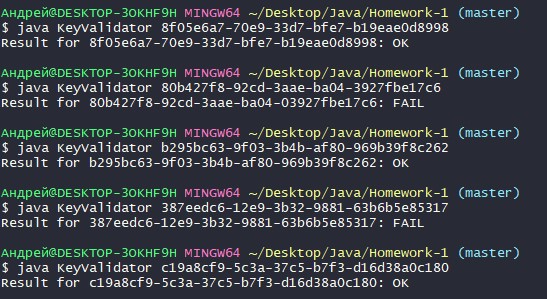 Андрей@DESKTOP-3OKHF9H MINGW64 ~/Desktop/Java/Homework-1 (master)
$ java KeyValidator 8f05e6a7-70e9-33d7-bfe7-b19eae0d8998
Result for 8f05e6a7-70e9-33d7-bfe7-b19eae0d8998: OK
Андрей@DESKTOP-3OKHF9H MINGW64 ~/Desktop/Java/Homework-1 (master)
$ java KeyValidator 80b427f8-92cd-3aae-ba04-3927-3927fbe17c6
Result for 80b427f8-92cd-3aae-ba04-03927fbe17c6: FAIL
Андрей@DESKTOP-3OKHF9H MINGW64 ~/Desktop/Java/Homework-1 (master)
$ java KeyValidator b295bc63-9f03-3b4b-af80-969b39f8c262
Result for b295bc63-9f03-3b4b-af80-969b39f8c262: OK
Андрей@DESKTOP-3OKHF9H MINGW64 ~/Desktop/Java/Homework-1 (master)
$ java KeyValidator 387eedc6-12e9-3b32-9881-63b6b5e85317
Result for 387eedc6-12e9-3b32-9881-63b6b5e85317: FAIL
Андрей@DESKTOP-3OKHF9H MINGW64 ~/Desktop/Java/Homework-1 (master)
$ java KeyValidator c19a8cf9-5c3a-37c5-b7f3-d16d38a0c180
Result for c19a8cf9-5c3a-37c5-b7f3-d16d38a0c180: OK